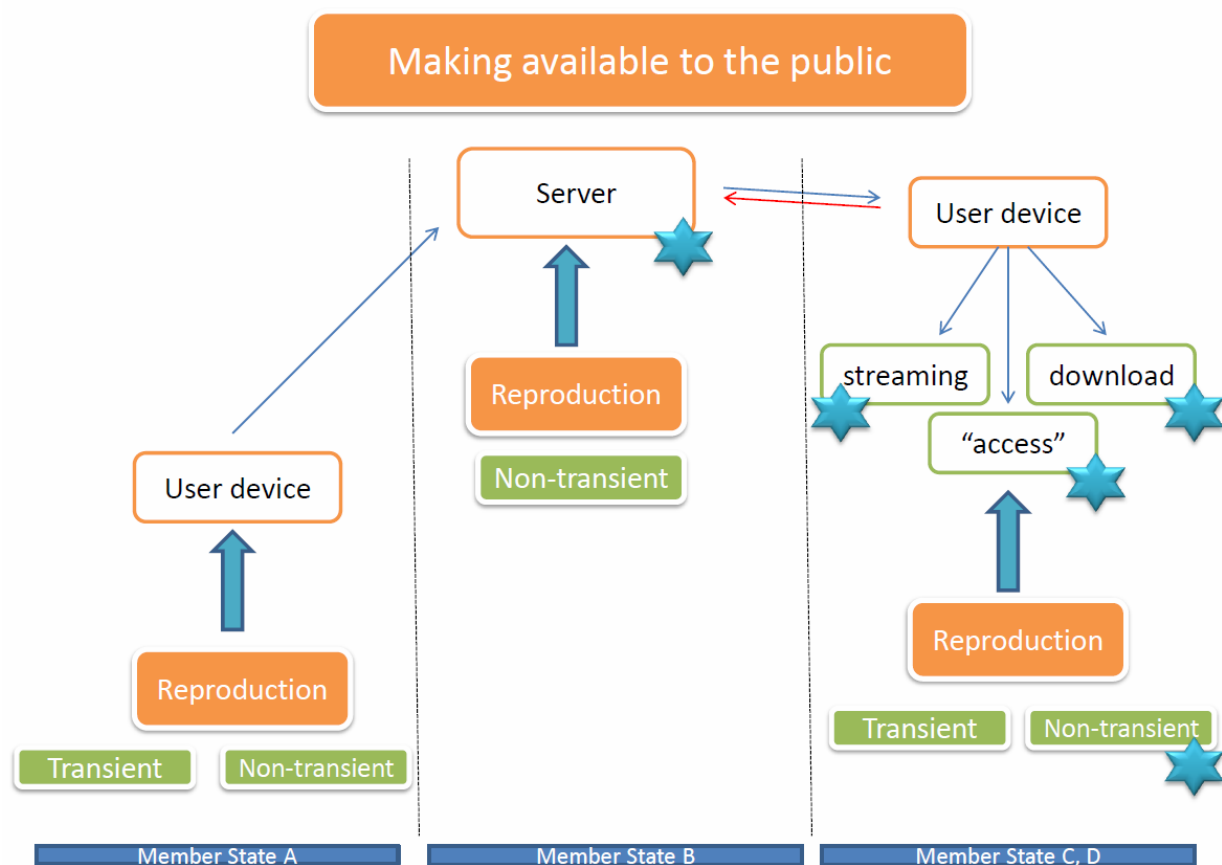 Making available to the public
Server
User device
streaming
download
“access”
Reproduction
Non-transient
User device
Reproduction
Reproduction
Transient
Non-transient
Transient
Non-transient
Member State A
Member State B
Member State C, D